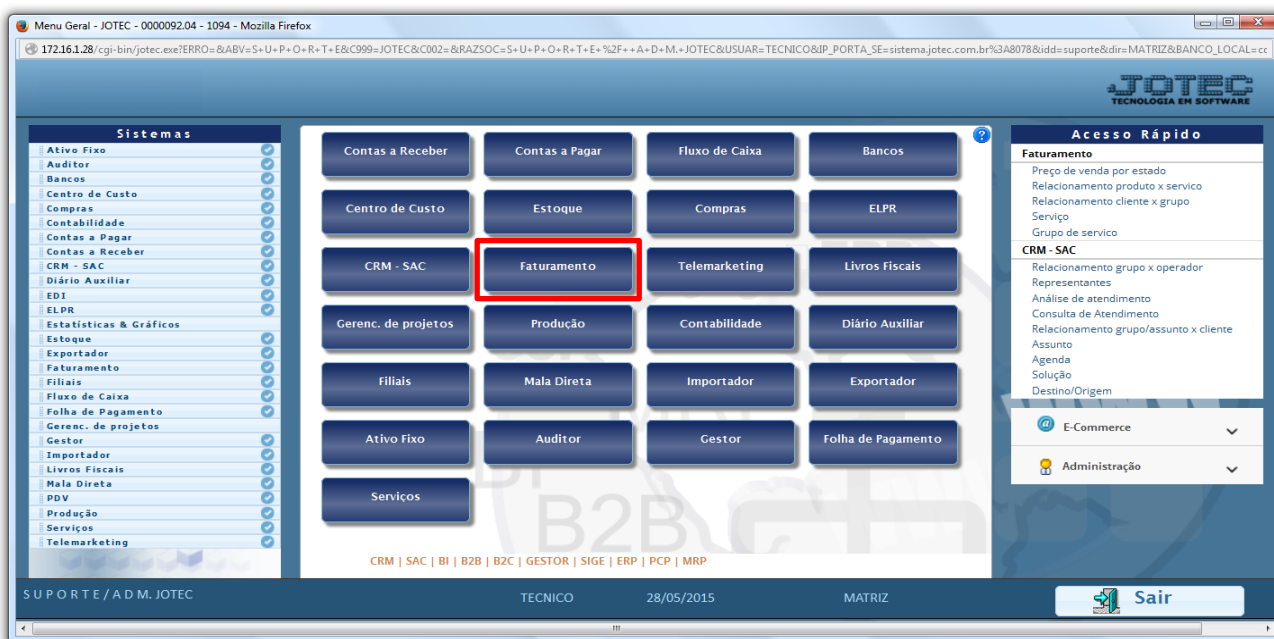 Menu Geral - JOTEC - 0000092.04 - 1094 - Mozilla Firefox
172.16.1.28/cgi-bin/jotec.exe?ERRO=&ABV=S+U+P+O+R+T+E&C999=JOTEC&C002=&RAZSOC=S+U+P+O+R+T+E+%2F++A+D+M.+JOTEC&USUAR=TECNICO&IP_PORTA_SE=sistema.jotec.com.br%3A8078&idd=suporte&dir=MATRIZ&BANCO_LOCAL=cc
JOTEC
TECNOLOGIA EM SOFTWARE
Sistemas
Ativo Fixo
Auditor
Bancos
Centro de Custo
Compras
Contabilidade
Contas a Pagar
Contas a Receber
CRM - SAC
Diário Auxiliar
EDI
ELPR
Estatísticas & Gráficos
Estoque
Exportador
Faturamento
Filiais
Fluxo de Caixa
Folha de Pagamento
Gerenc. de projetos
Gestor
Importador
Livros Fiscais
Mala Direta
PDV
Produção
Serviços
Telemarketing
Contas a Receber Contas a Pagar Fluxo de Caixa Bancos
Centro de Custo Estoque Compras ELPR
CRM - SAC Faturamento Telemarketing Livros Fiscais
Gerenc. de projetos Produção Contabilidade Diário Auxiliar
Filiais Mala Direta Importador Exportador
Ativo Fixo Auditor Gestor Folha de Pagamento
Serviços
BI
B2B
CRM | SAC | BI | B2B | B2C | GESTOR | SIGE | ERP | PCP | MRP
?
Acesso Rápido
Faturamento
Preço de venda por estado
Relacionamento produto x servico
Relacionamento cliente x grupo
Serviço
Grupo de servico
CRM - SAC
Relacionamento grupo x operador
Representantes
Análise de atendimento
Consulta de Atendimento
Relacionamento grupo/assunto x cliente
Assunto
Agenda
Solução
Destino/Origem
E-Commerce
Administração
SUPORTE/ADM.JOTEC TECNICO 28/05/2015 MATRIZ Sair